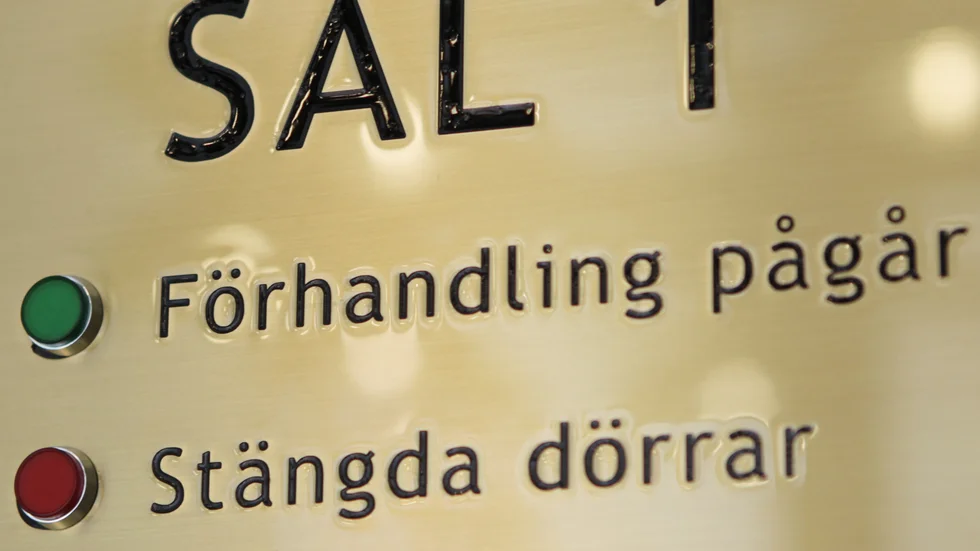 SAL 1
Förhandling pågår
Stängda dörrar